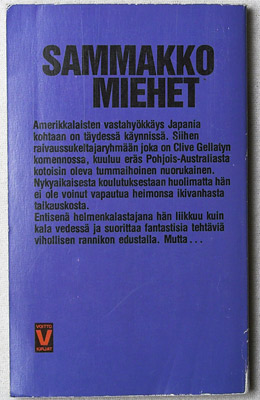 SAMMAKKO
MIEHET
Amerikkalaisten vastahyökkäys Japania
kohtaan on täydessä käynnissä. Siihen
raivaussukeltajaryhmään joka on Clive Gellatyn
komennossa, kuuluu eräs Pohjois-Australiasta
kotoisin oleva tummaihoinen nuorukainen.
Nykyaikaisesta koulutuksestaan huolimatta hän
ei ole voinut vapautua heimonsa ikivanhasta
taikauskosta.
Entisenä helmenkalastajana hän liikkuu kuin
kala vedessä ja suorittaa fantastisia tehtäviä
vihollisen rannikon edustalla. Mutta . . .
VOITTO
V
KIRJAT